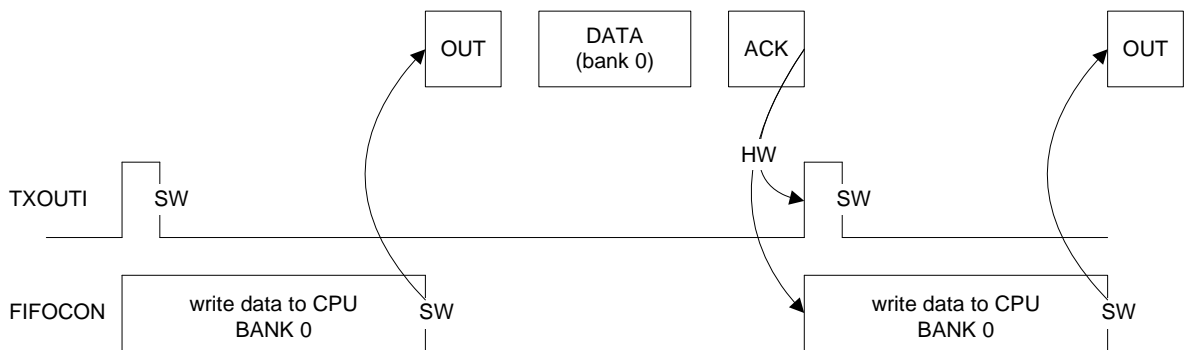 OUT
DATA
(bank 0)
ACK
OUT
HW
TXOUTI
SW
SW
FIFOCON
write data to CPU
BANK 0
SW
write data to CPU
BANK 0
SW